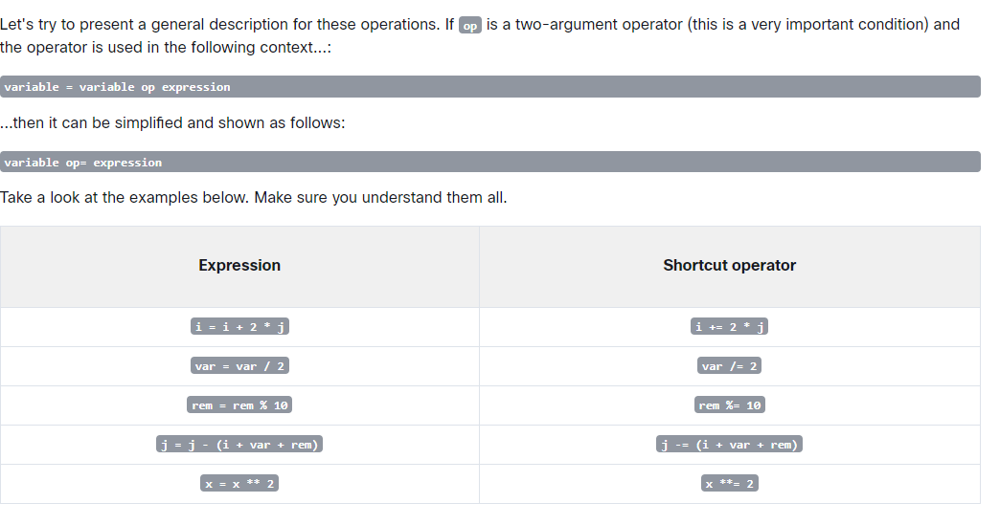 Let's try to present a general description for these operations. If op is a two-argument operator (this is a very important condition) and
the operator is used in the following context...:
variable = variable op expression
...then it can be simplified and shown as follows:
variable op= expression
Take a look at the examples below. Make sure you understand them all.
Expression Shortcut operator
i = i + 2 * j i += 2 * j
var = var / 2 var /= 2
rem = rem % 10 rem %= 10
j = j - (i + var + rem) j -= (i + var + rem)
x = x ** 2 x **= 2